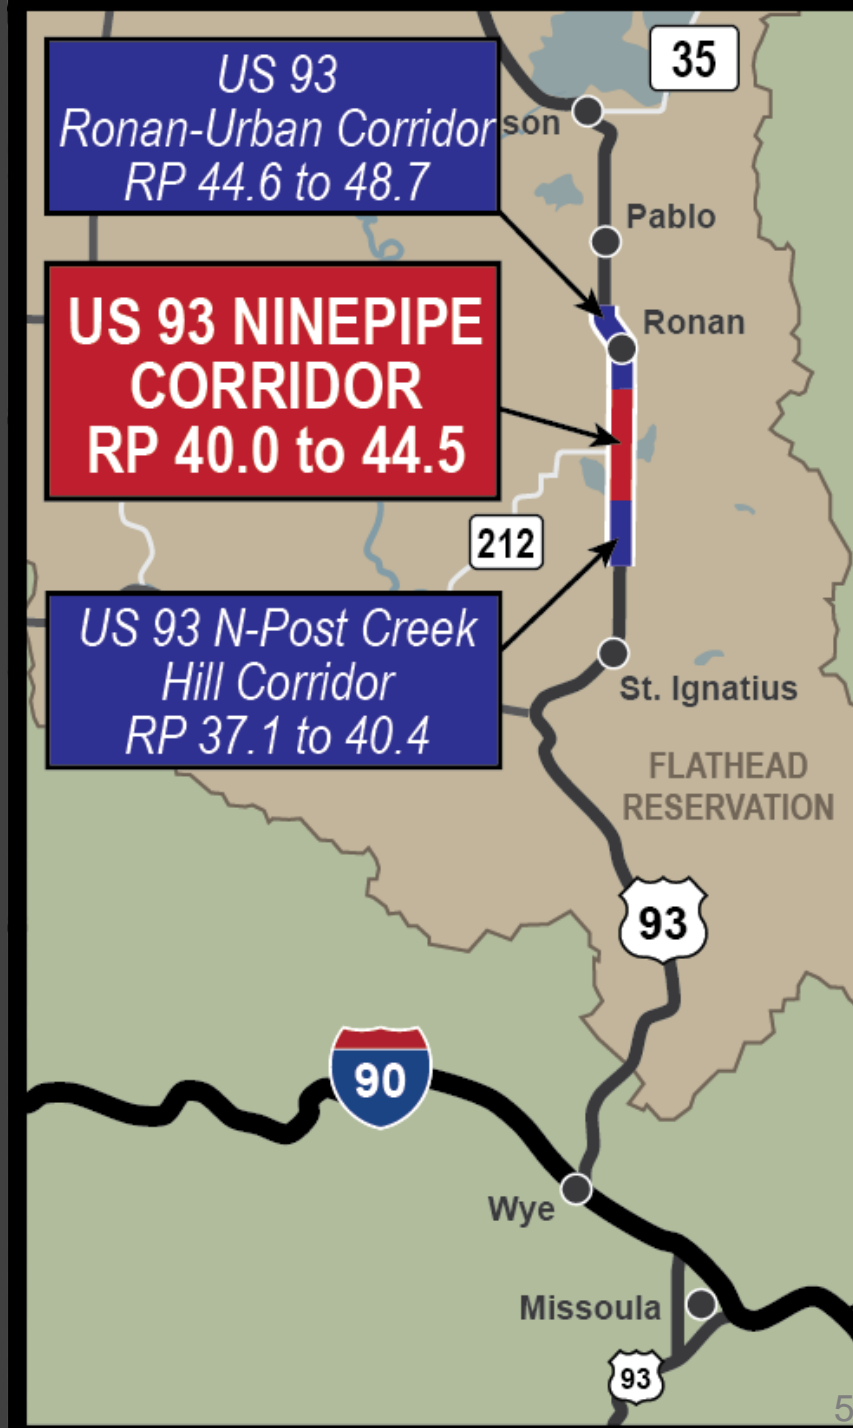 US 93
Ronan-Urban Corridor
RP 44.6 to 48.7
35
son
Pablo
Ronan
US 93 NINEPIPE
CORRIDOR
RP 40.0 to 44.5
212
US 93 N-Post Creek
Hill Corridor
RP 37.1 to 40.4
St. Ignatius
FLATHEAD
RESERVATION
93
90
Wye
Missoula
93
5